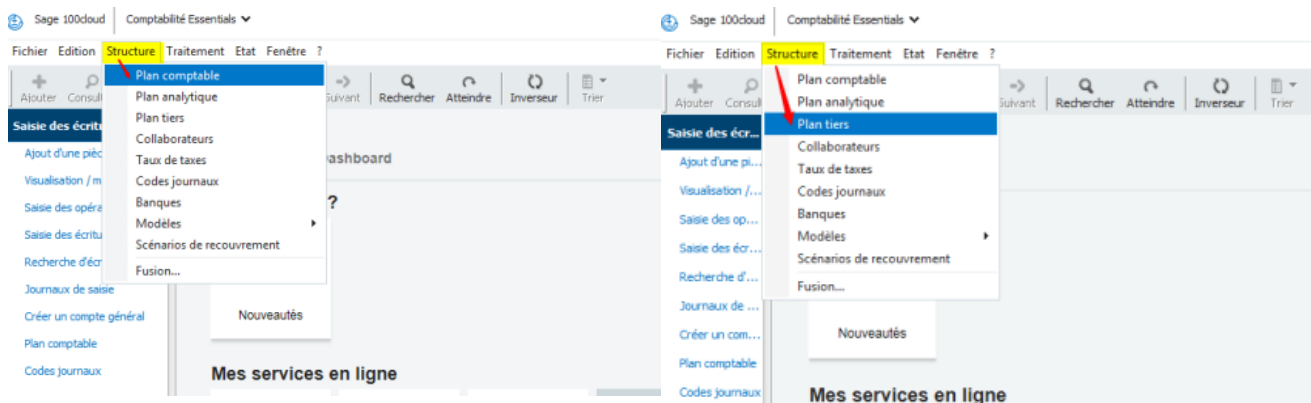 Sage 100cloud Comptabilité Essentials
Fichier Edition Structure Traitement Etat Fenêtre ?
Plan comptable
Plan analytique
Plan tiers
Collaborateurs
Taux de taxes
Codes journaux
Banques
Modèles
Scénarios de recouvrement
Fusion...
Ajouter Consul Suivant Rechercher Atteindre Inverseur Trier
Saisie des écritu
Ajout d'une pièc
Visualisation / m
Saisie des opéra
Saisie des écritu
Recherche d'écr
Journaux de saisie
Créer un compte général
Plan comptable
Codes journaux
ashboard
?
Nouveautés
Mes services en ligne
Sage 100cloud Comptabilité Essentials
Fichier Edition Structure Traitement Etat Fenêtre ?
Plan comptable
Plan analytique
Plan tiers
Collaborateurs
Taux de taxes
Codes journaux
Banques
Modèles
Scénarios de recouvrement
Fusion...
Ajouter Consul Suivant Rechercher Atteindre Inverseur Trier
Saisie des écr...
Ajout d'une pi...
Visualisation /...
Saisie des op...
Saisie des écr...
Recherche d'...
Journaux de ...
Créer un com...
Plan comptable
Codes journaux
Nouveautés
Mes services en ligne